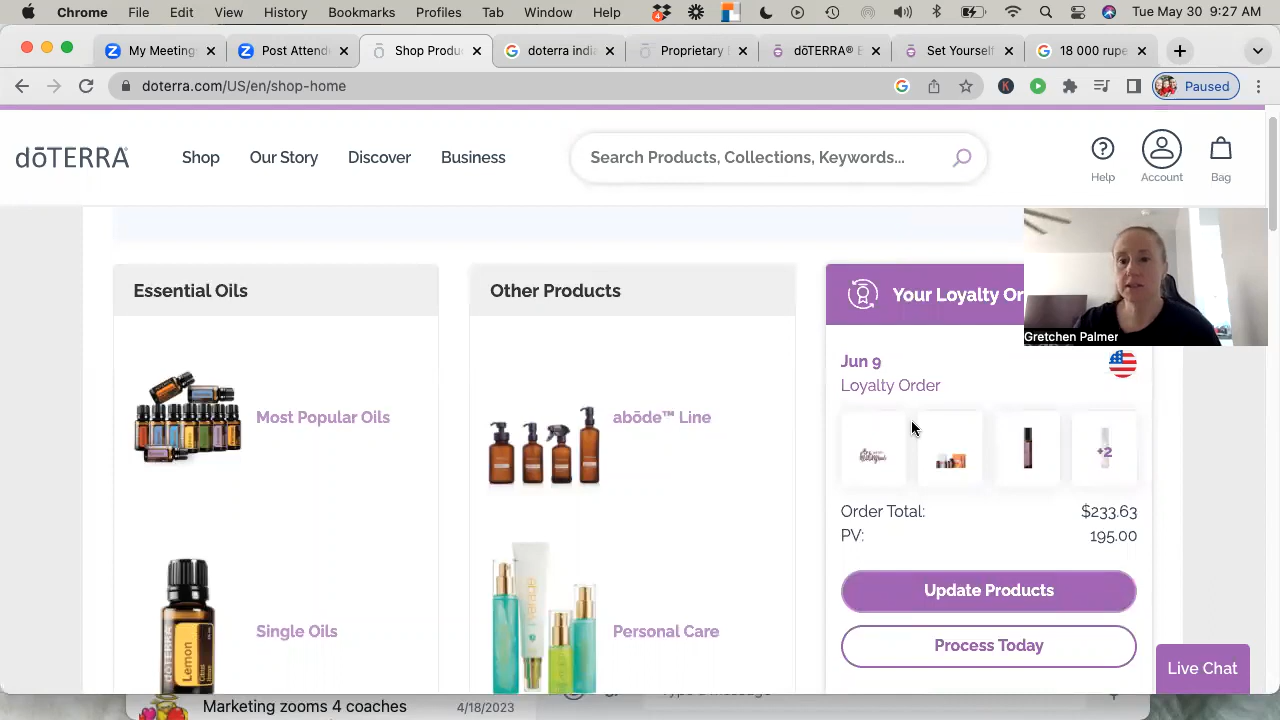 Chrome File Edit View History Bookmarks Profiles Tab Window Help 4 Tue May 30 9:27 AM
My Meeting Post Attend Shop Produ doterra indi Proprietary dōTERRA® E Set Yourself 18 000 rupe
doterra.com/US/en/shop-home Paused
dōTERRA Shop Our Story Discover Business Search Products, Collections, Keywords... Help Account Bag
Essential Oils
Other Products
Your Loyalty Or
Gretchen Palmer
Jun 9
Loyalty Order
Most Popular Oils
abōde™ Line
+2
Order Total: $233.63
PV: 195.00
Update Products
Single Oils
Personal Care
Process Today
dōTERRA
Lemon
Live Chat
Marketing zooms 4 coaches 4/18/2023